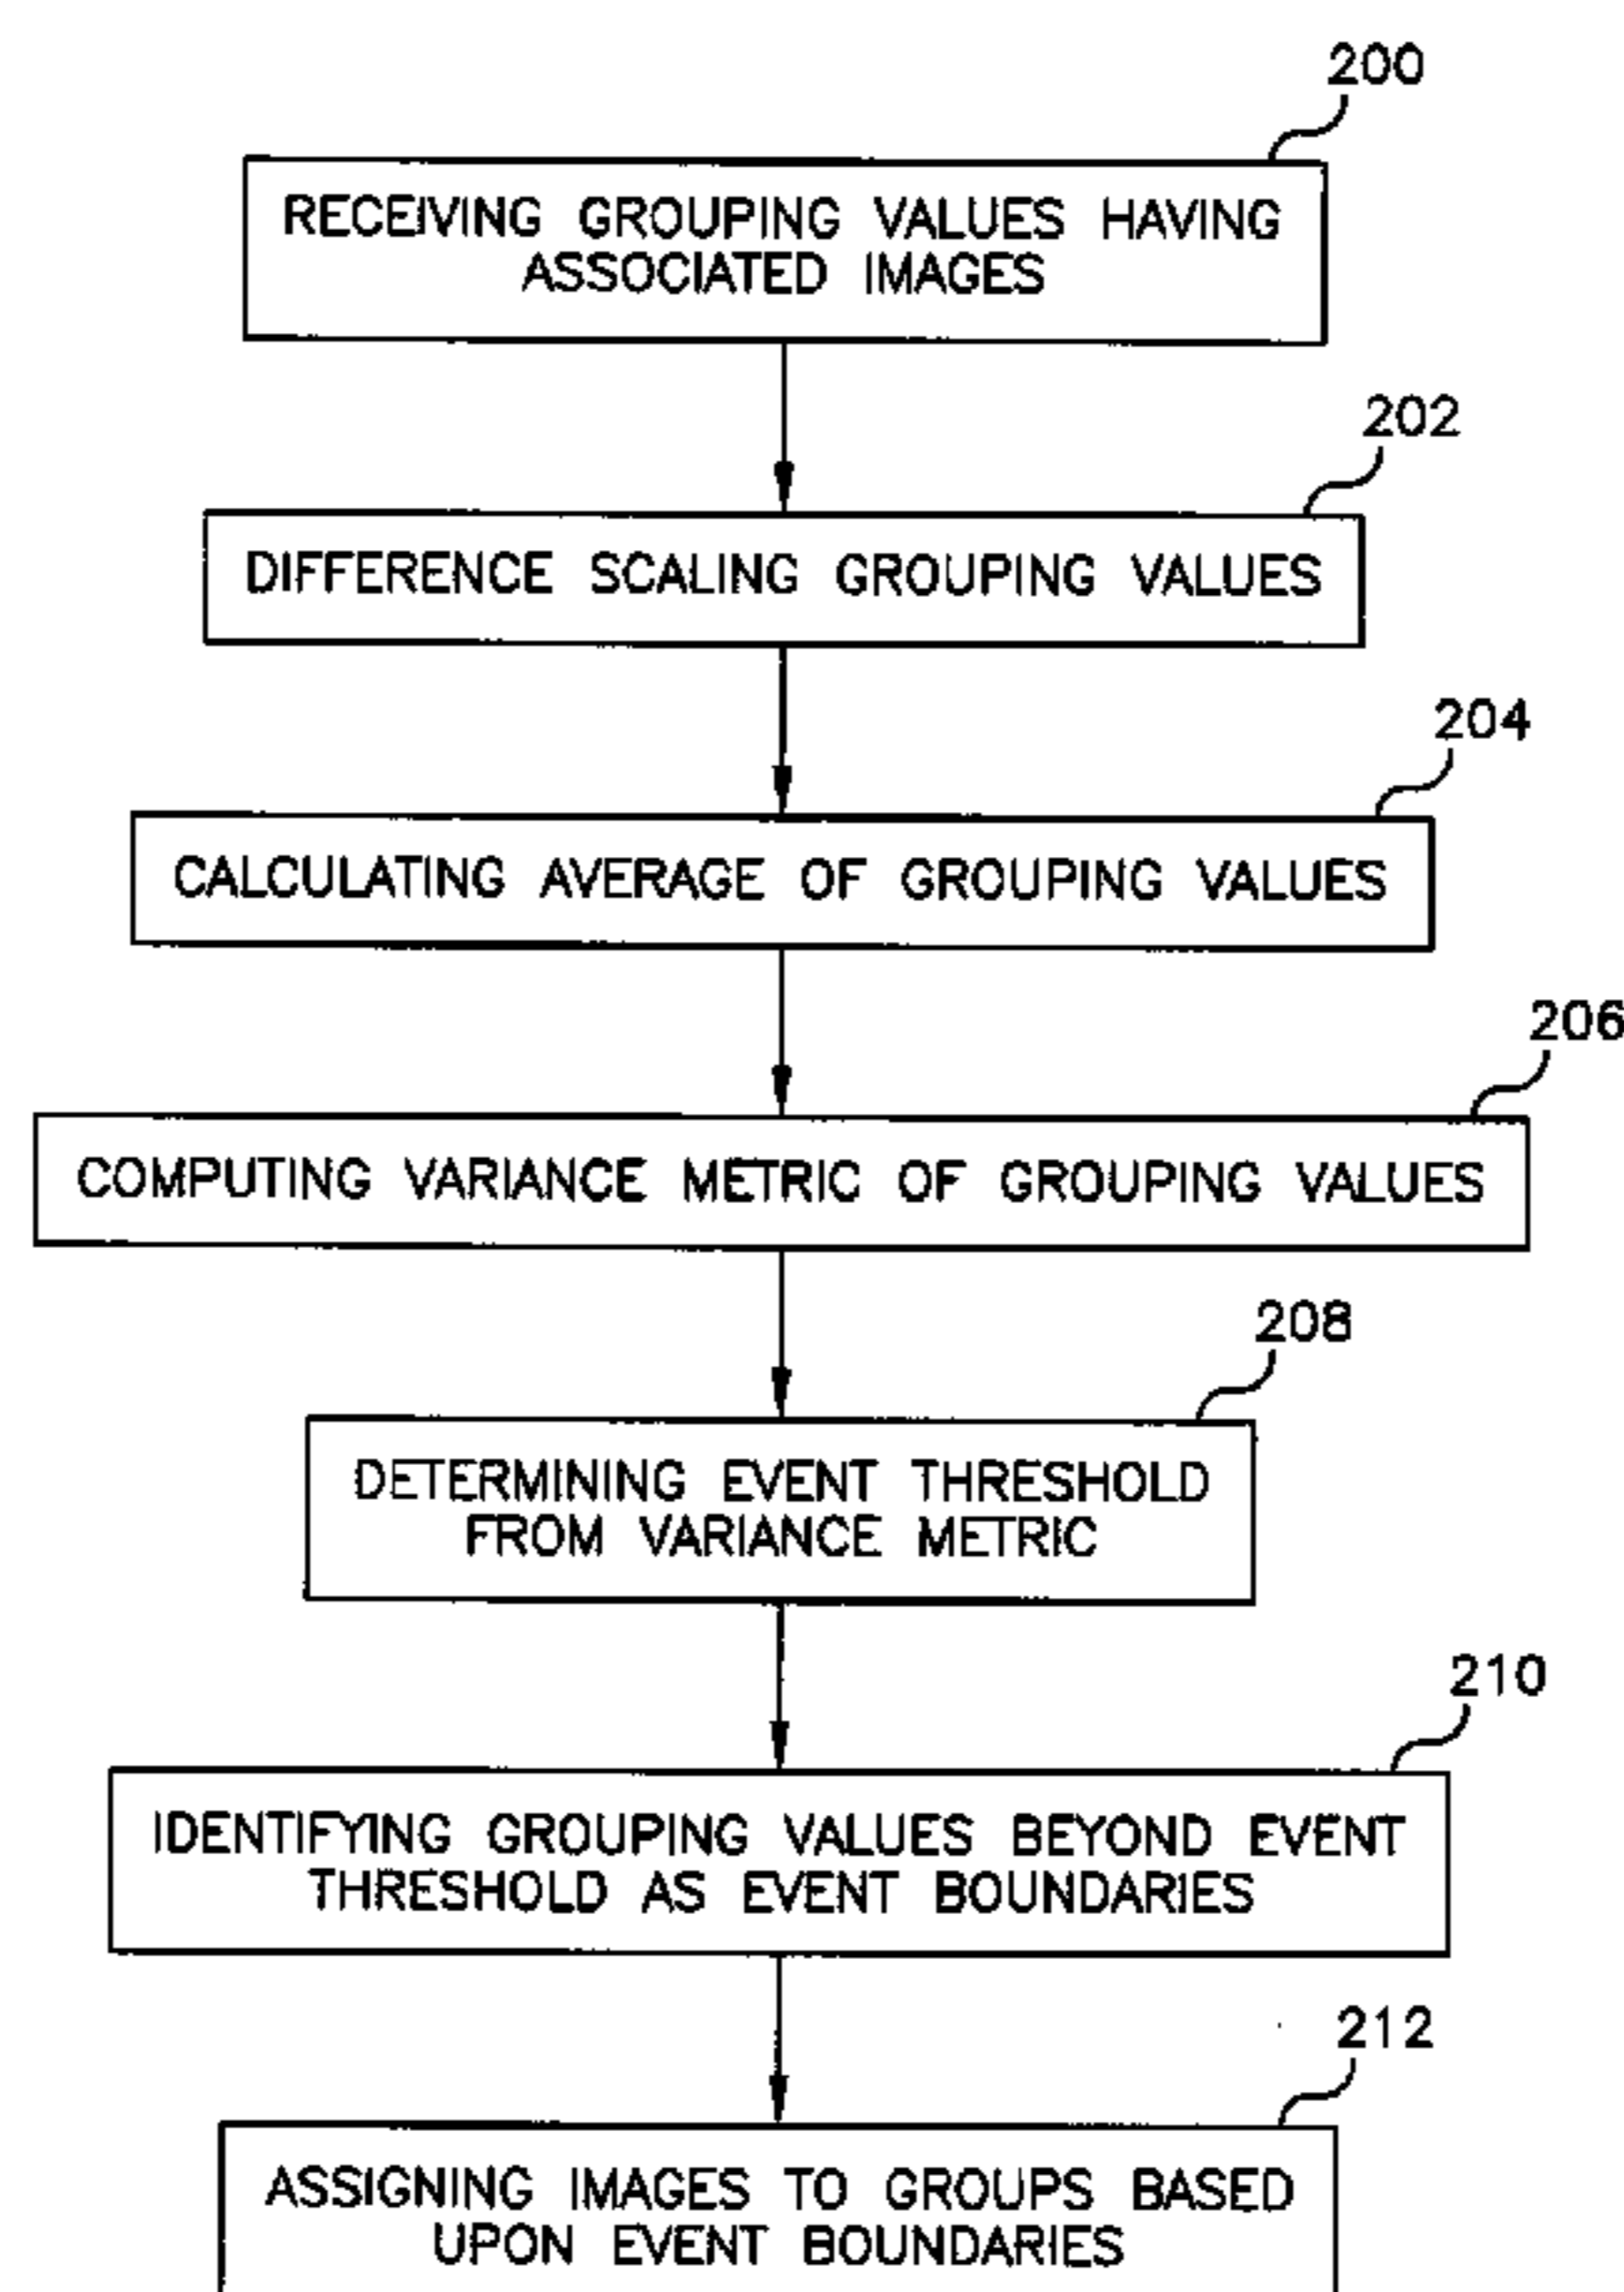 200
RECEIVING GROUPING VALUES HAVING
ASSOCIATED IMAGES
202
DIFFERENCE SCALING GROUPING VALUES
204
CALCULATING AVERAGE OF GROUPING VALUES
206
COMPUTING VARIANCE METRIC OF GROUPING VALUES
208
DETERMINING EVENT THRESHOLD
FROM VARIANCE METRIC
210
IDENTIFYING GROUPING VALUES BEYOND EVENT
THRESHOLD AS EVENT BOUNDARIES
212
ASSIGNING IMAGES TO GROUPS BASED
UPON EVENT BOUNDARIES